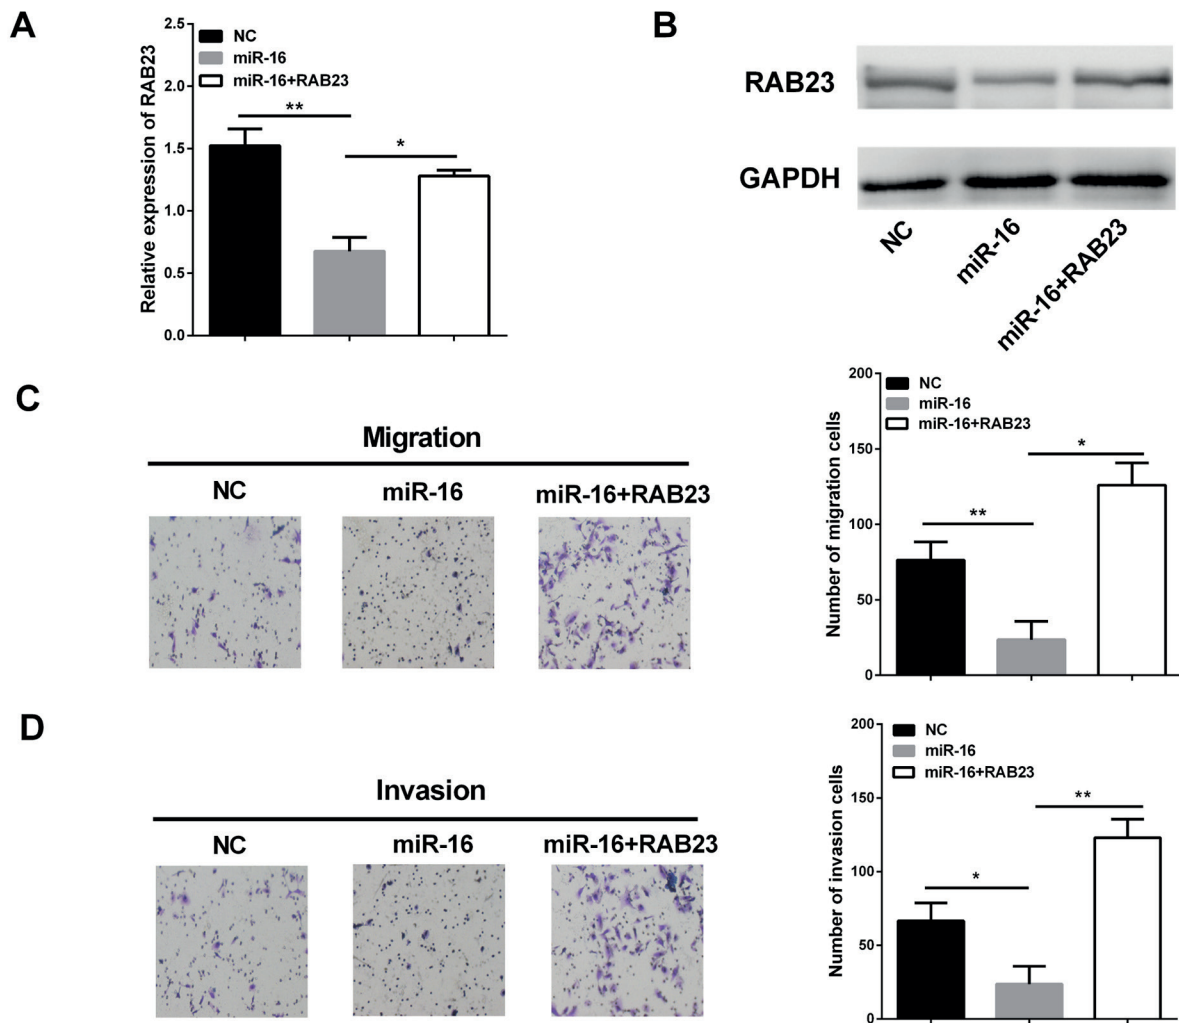 A
Relative expression of RAB23
2.5
2.0
1.5
1.0
0.5
0.0
NC
miR-16
miR-16+RAB23
**
*
B
RAB23
GAPDH
NC
miR-16
miR-16+RAB23
C
Migration
NC
miR-16
miR-16+RAB23
Number of migration cells
200
150
100
50
0
NC
miR-16
miR-16+RAB23
**
*
D
Invasion
NC
miR-16
miR-16+RAB23
Number of invasion cells
200
150
100
50
0
NC
miR-16
miR-16+RAB23
*
**